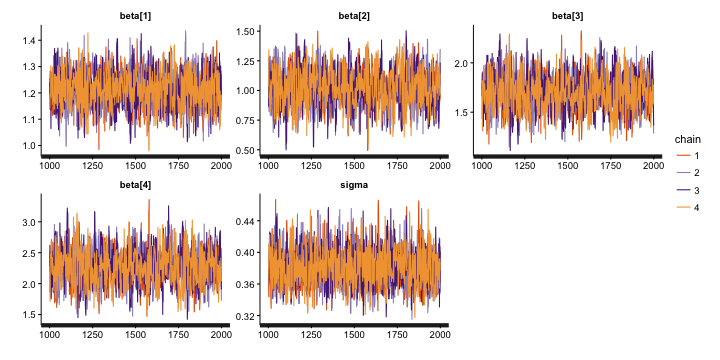 beta[1] beta[2] beta[3]
1.4 1.3 1.2 1.1 1.0
1.50 1.25 1.00 0.75 0.50
2.0 1.5
1000 1250 1500 1750 2000
1000 1250 1500 1750 2000
1000 1250 1500 1750 2000
chain
1
2
3
4
beta[4] sigma
3.0 2.5 2.0 1.5
0.44 0.40 0.36 0.32
1000 1250 1500 1750 2000
1000 1250 1500 1750 2000